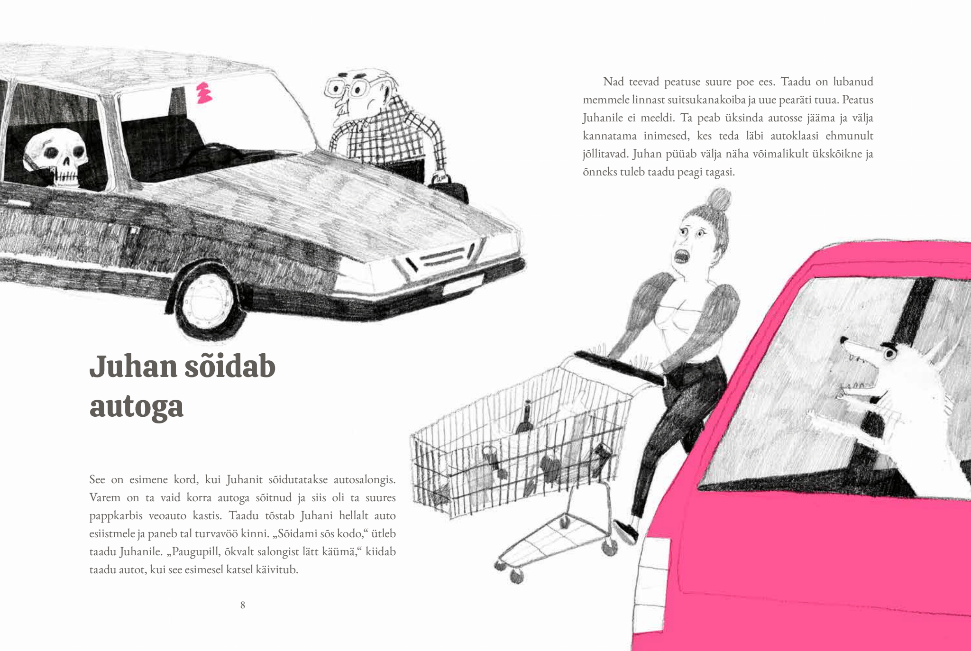 Juhan sõidab
autoga
See on esimene kord, kui Juhanit sõidutatakse autosalongis.
Varem on ta vaid korra autoga sõitnud ja siis oli ta suures
pappkarbis veoauto kastis. Taadu tõstab Juhani hellalt auto
esiistmele ja paneb tal turvavöö kinni. „Sõidami sõs kodo,“ ütleb
taadu Juhanile. „Paugupill, õkvalt salongist lätt käümä,“ kiidab
taadu autot, kui see esimesel katsel käivitub.
8
Nad teevad peatuse suure poe ees. Taadu on lubanud
memmele linnast suitsukanakoiba ja uue pearäti tuua. Peatus
Juhanile ei meeldi. Ta peab üksinda autosse jääma ja välja
kannatama inimesed, kes teda läbi autoklaasi ehmunult
jõllitavad. Juhan püüab välja näha võimalikult ükskõikne ja
õnneks tuleb taadu peagi tagasi.